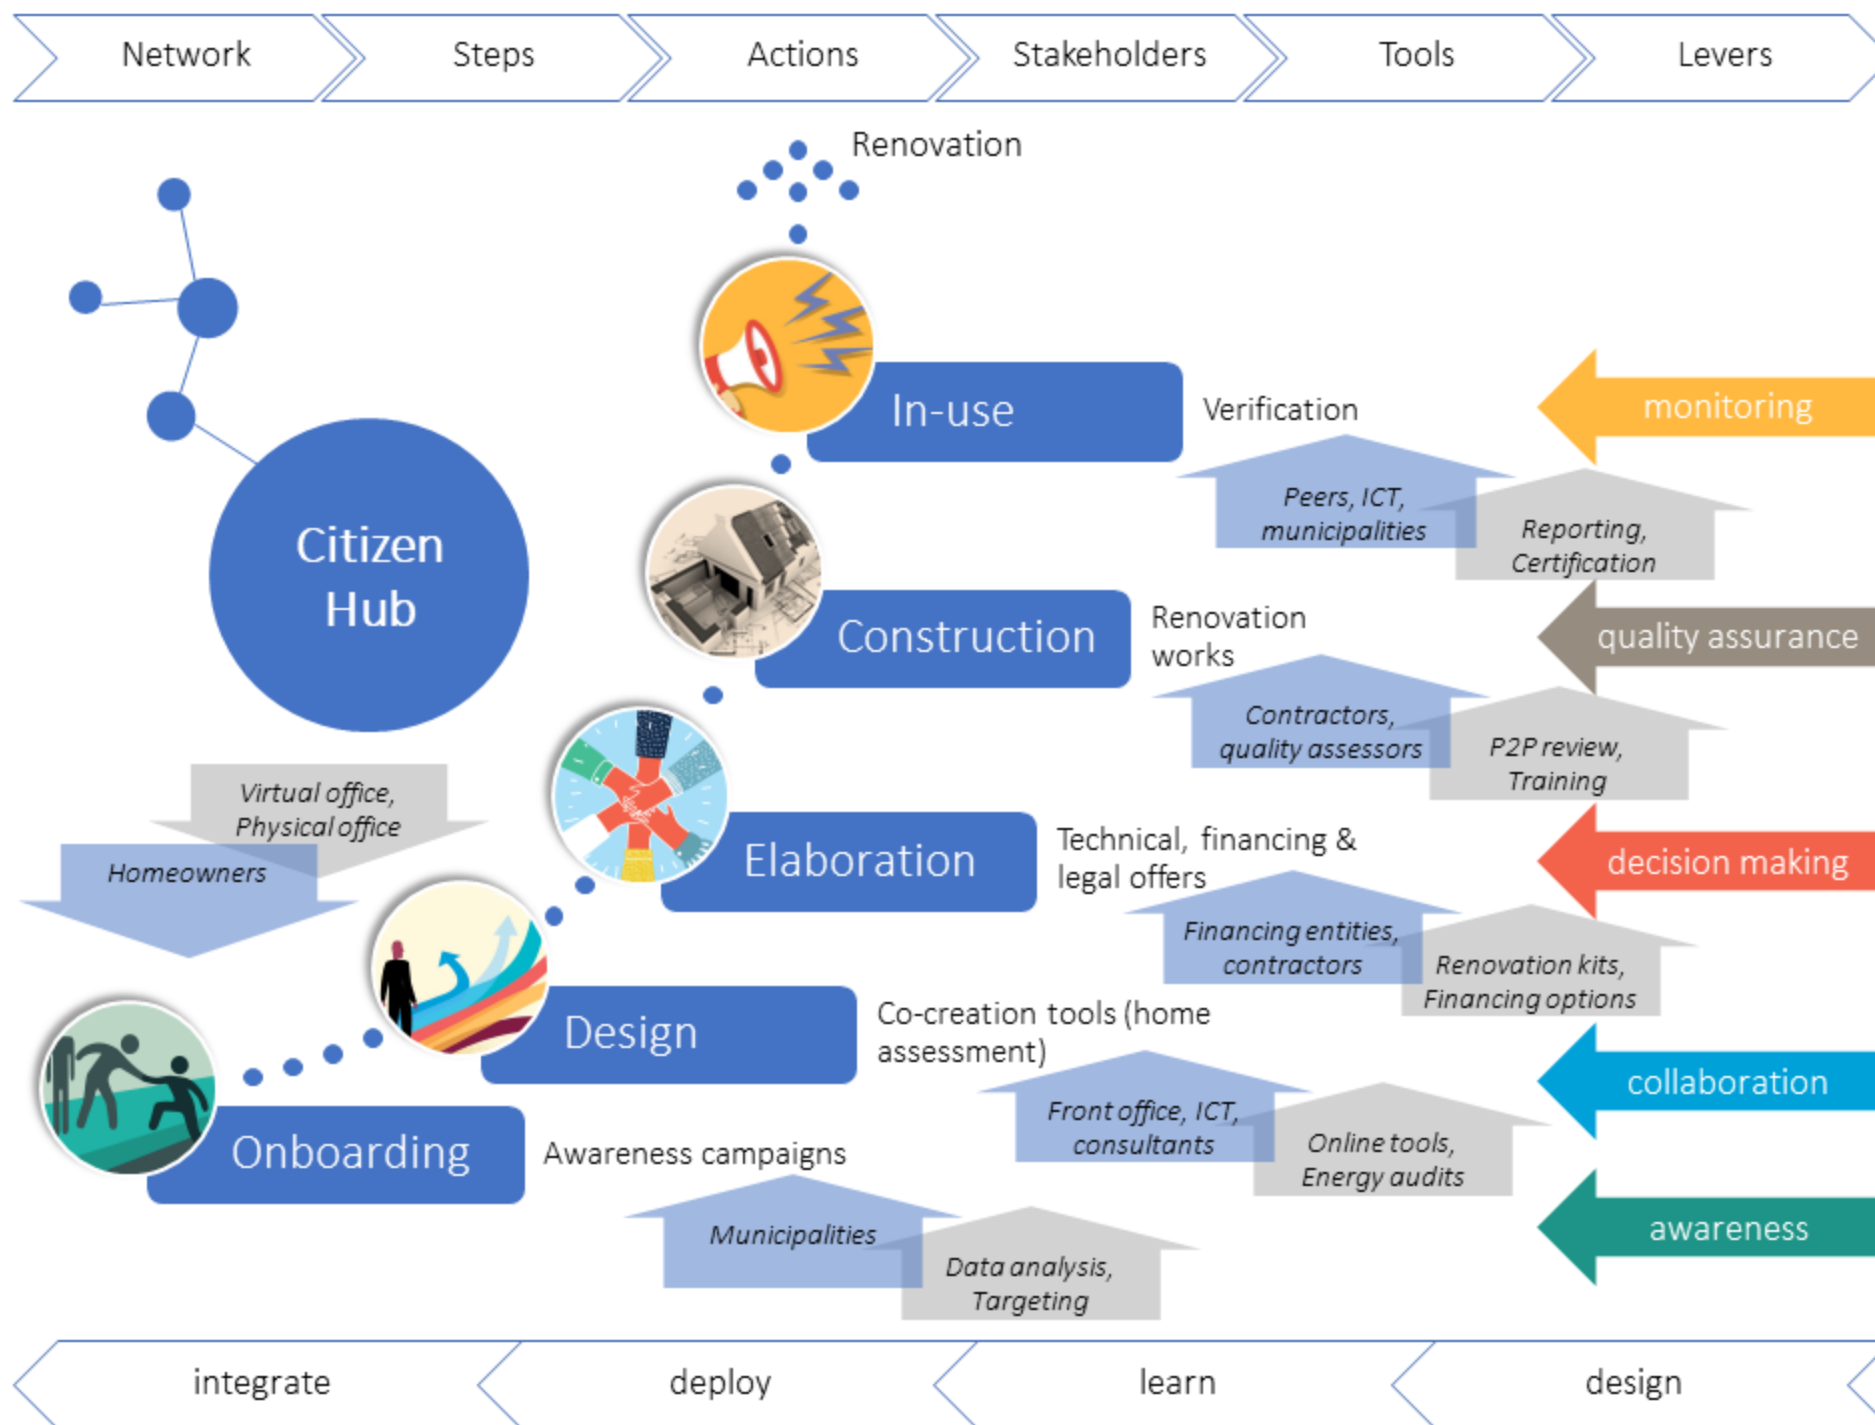 Network
Steps
Actions
Stakeholders
Tools
Levers
Renovation
In-use
Verification
monitoring
Peers, ICT,
municipalities
Reporting,
Certification
Citizen
Hub
Construction
Renovation
works
quality assurance
Contractors,
quality assessors
P2P review,
Training
Virtual office,
Physical office
Homeowners
Elaboration
Technical, financing &
legal offers
decision making
Financing entities,
contractors
Renovation kits,
Financing options
Design
Co-creation tools (home
assessment)
collaboration
Front office, ICT,
consultants
Online tools,
Energy audits
Onboarding
Awareness campaigns
awareness
Municipalities
Data analysis,
Targeting
integrate
deploy
learn
design